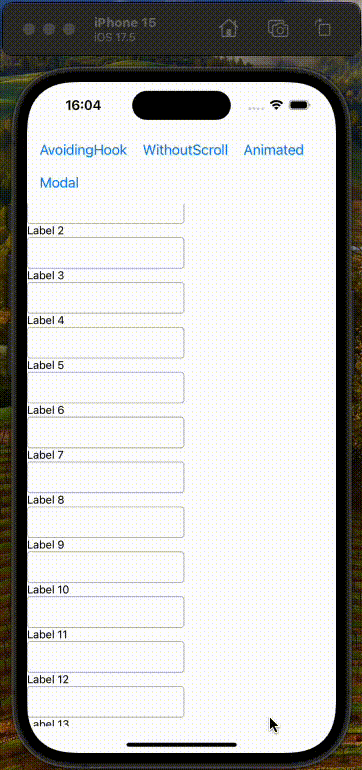 iPhone 15
iOS 17.5
16:04
AvoidingHook WithoutScroll Animated
Modal
Label 2
Label 3
Label 4
Label 5
Label 6
Label 7
Label 8
Label 9
Label 10
Label 11
Label 12
Label 13